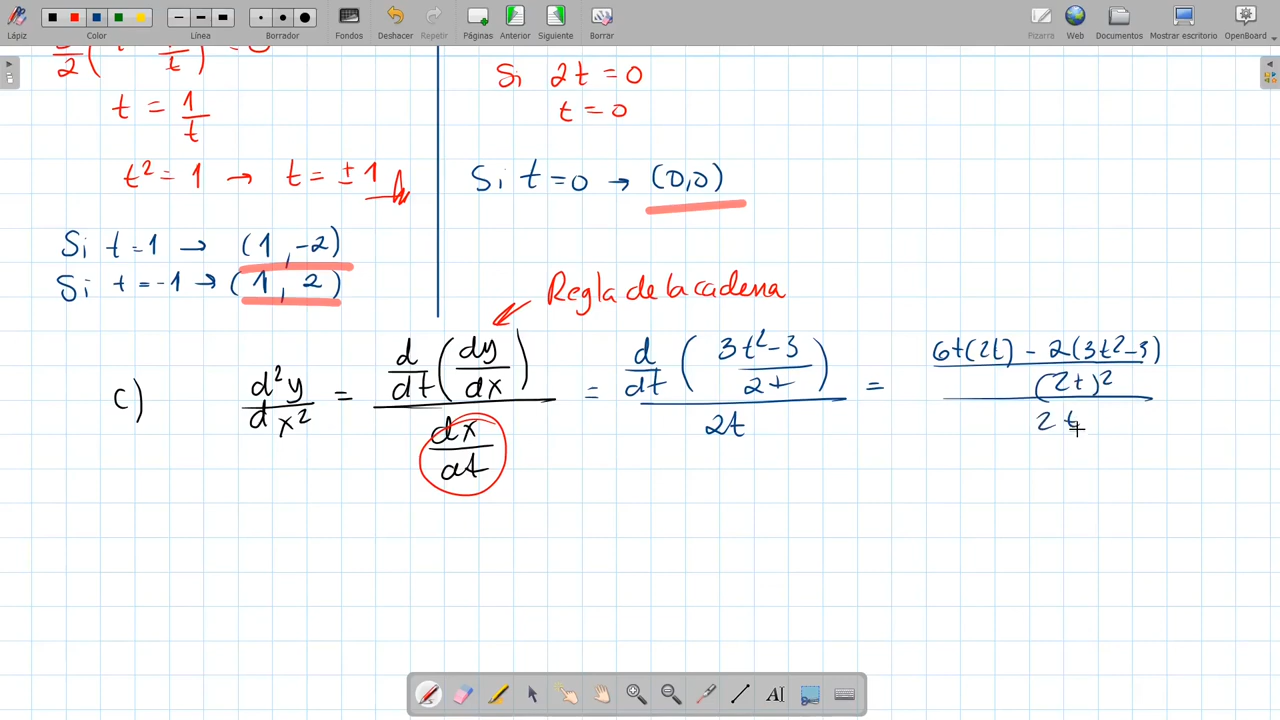 Lápiz Color Línea Borrador Fondos Deshacer Repetir Páginas Anterior Siguiente Borrar Pizarra Web Documentos Mostrar escritorio OpenBoard
t = 1/t
t² = 1 → t = ± 1
Si t = 1 → (1, -2)
Si t = -1 → (1, 2)
Si 2t = 0
t = 0
Si t = 0 → (0,0)
Regla de la cadena
c) d²y/dx² = (d/dt (dy/dx))/(dx/dt) = (d/dt ((3t²-3)/2t))/2t = ((6t(2t) - 2(3t²-3))/(2t)²)/2t